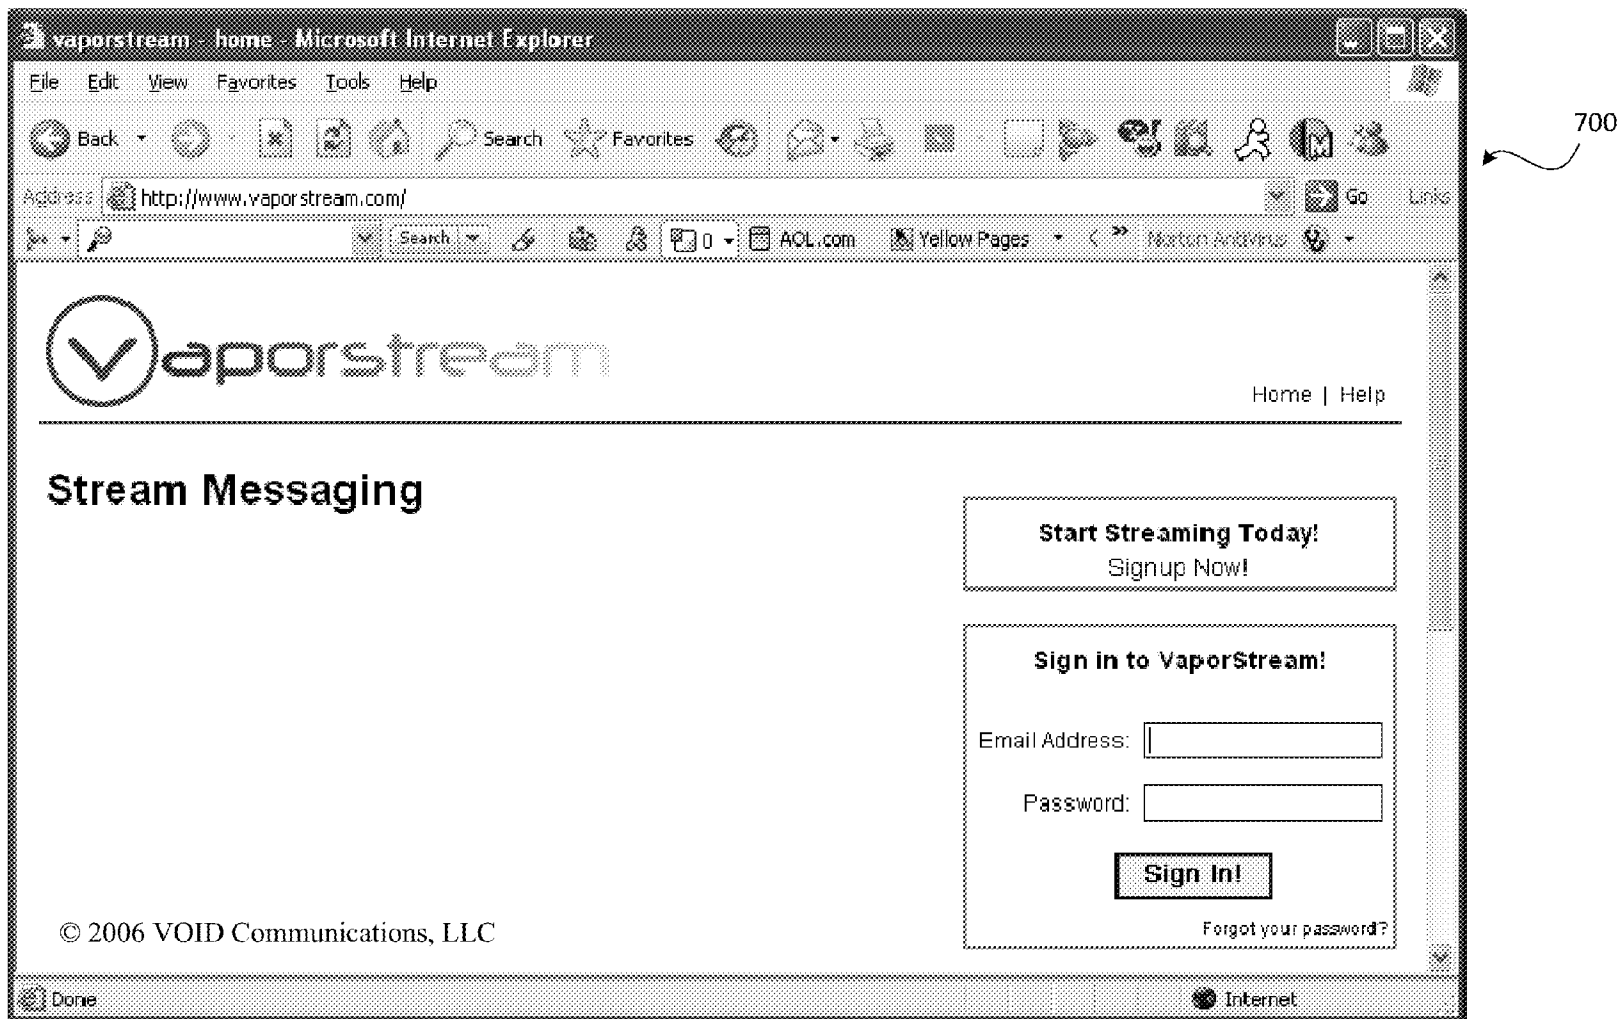 vaporstream - home - Microsoft Internet Explorer
File Edit View Favorites Tools Help
700
Back Search Favorites
Address http://www.vaporstream.com/ Go Links
Search 0 AOL.com Yellow Pages Norton AntiVirus
Vaporstream
Home | Help
Stream Messaging
Start Streaming Today!
Signup Now!
Sign in to VaporStream!
Email Address:
Password:
Sign In!
Forgot your password?
© 2006 VOID Communications, LLC
Done Internet